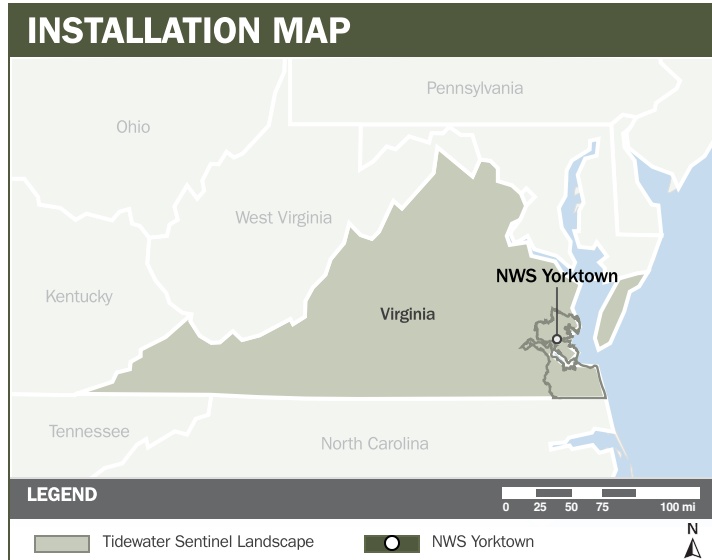 INSTALLATION MAP
Pennsylvania
Ohio
West Virginia
NWS Yorktown
Kentucky
Virginia
Tennessee
North Carolina
LEGEND
0 25 50 75 100 mi
Tidewater Sentinel Landscape
NWS Yorktown
N